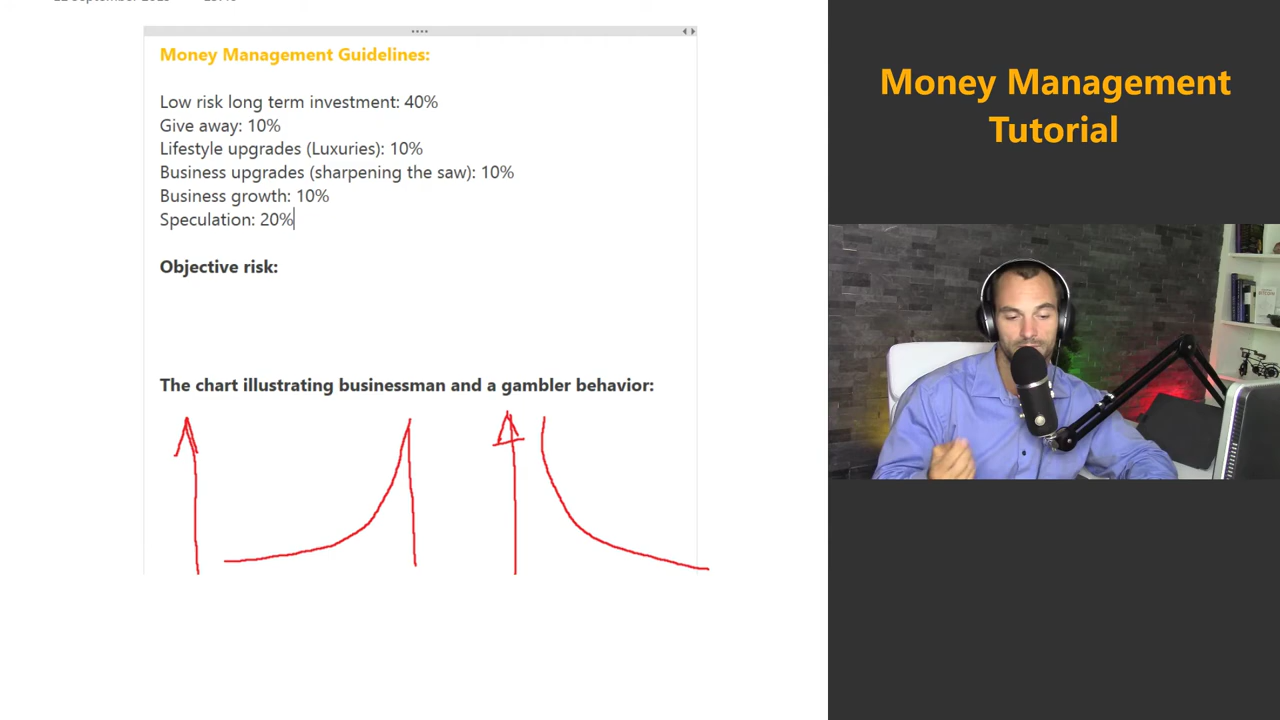 Money Management Guidelines:
Low risk long term investment: 40%
Give away: 10%
Lifestyle upgrades (Luxuries): 10%
Business upgrades (sharpening the saw): 10%
Business growth: 10%
Speculation: 20%
Objective risk:
The chart illustrating businessman and a gambler behavior:
Money Management
Tutorial